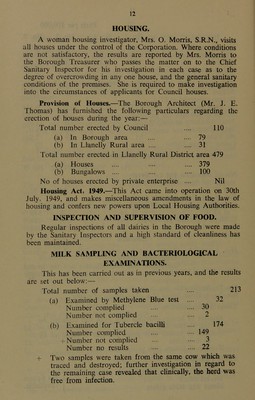 12
HOUSING.
A woman housing investigator, Mrs. O. Morris, S.R.N., visits
all houses under the control of the Corporation. Where conditions
are not satisfactory, the results are reported by Mrs. Morris to
the Borough Treasurer who passes the matter on to the Chief
Sanitary Inspector for his investigation in each case as to the
degree of overcrowding in any one house, and the general sanitary
conditions of the premises. She is required to make investigation
into the circumstances of applicants for Council houses.
Provision of Houses.—The Borough Architect (Mr. J. E.
Thomas) has furnished the following particulars regarding the
erection of houses during the year:—
Total number erected by Council ... 110
(a) In Borough area ... 79
(b) In Llanelly Rural area ... 31
Total number erected in Llanelly Rural District area 479
(a) Houses ... 379
(b) Bungalows ... 100
No of houses erected by private enterprise ... Nil
Housing Act. 1949.—This Act came into operation on 30th
July. 1949, and makes miscellaneous amendments in the law of
housing and confers new powers upon Local Housing Authorities.
INSPECTION AND SUPERVISION OF FOOD.
Regular inspections of all dairies in the Borough were made
by the Sanitary Inspectors and a high standard of cleanliness has
been maintained.
MILK SAMPLING AND BACTERIOLOGICAL
EXAMINATIONS.
This has been carried out as in previous years, and the results
are set out below:—
Total number of samples taken ... 213
(a) Examined by Methylene Blue test ... 32
Number complied ... 30
Number not complied ... 2
(b) Examined for Tubercle bacilli ... 174
Number complied ... 149
+ Number not complied ... 3
Number no results ... 22
+ Two samples were taken from the same cow which was
traced and destroyed; further investigation in regard to
the remaining case revealed that clinically, the herd was
free from infection.